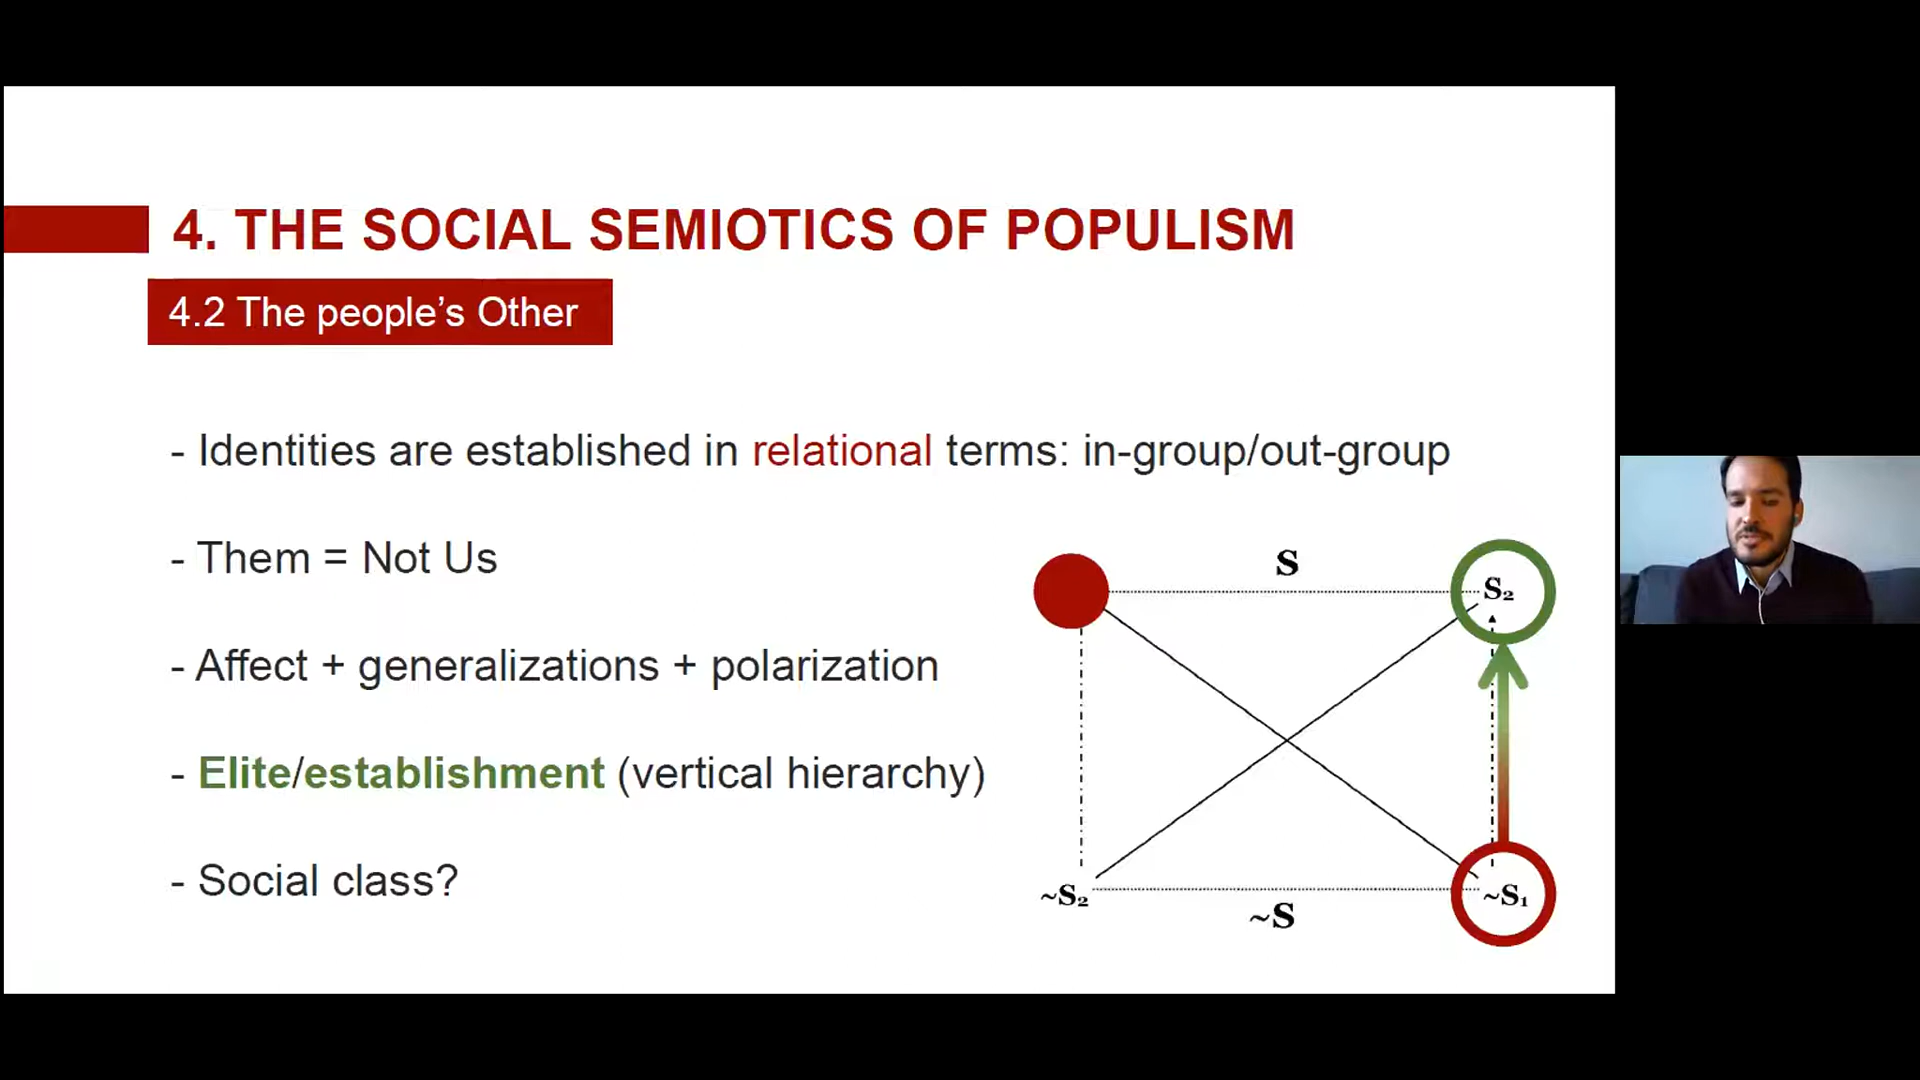 4. THE SOCIAL SEMIOTICS OF POPULISM
4.2 The people’s Other
- Identities are established in relational terms: in-group/out-group
- Them = Not Us
- Affect + generalizations + polarization
- Elite/establishment (vertical hierarchy)
- Social class?
S
S₂
~S₂
~S₁
~S